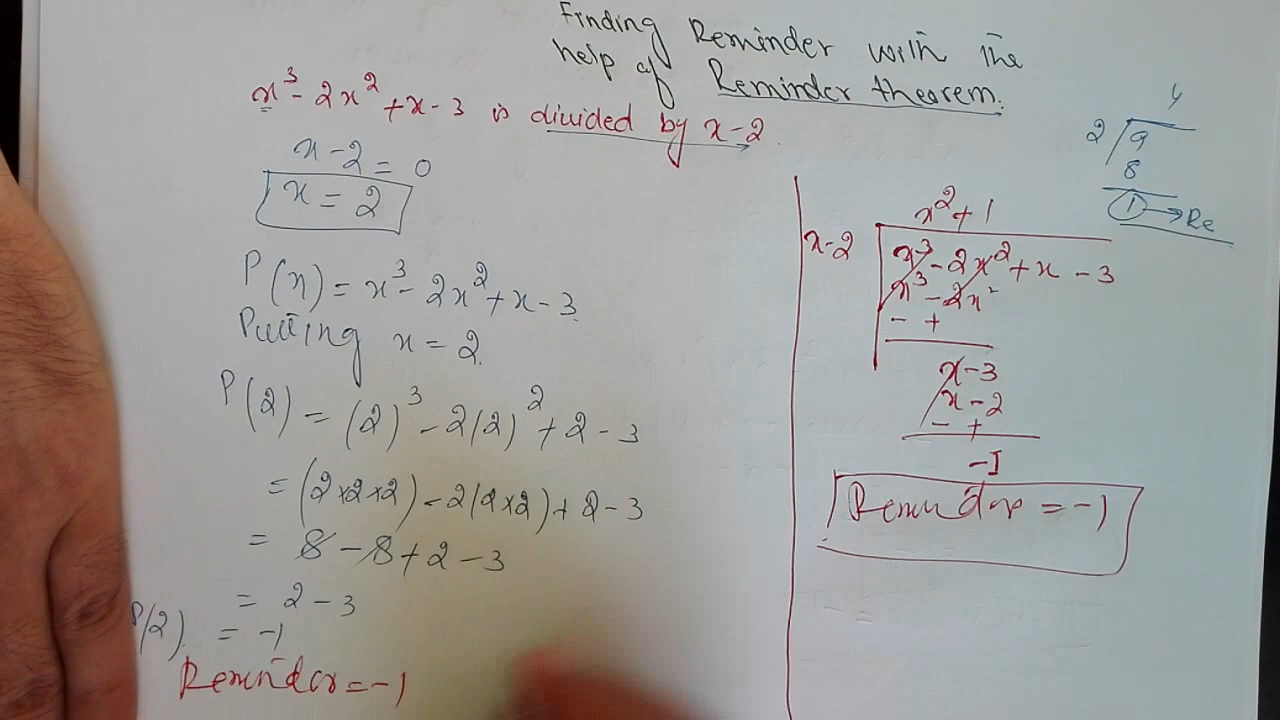 Finding Reminder with the
help of Reminder theorem.
x³ - 2x² + x - 3 is divided by x-2
x - 2 = 0
x = 2
P(x) = x³ - 2x² + x - 3
Putting x = 2
P(2) = (2)³ - 2(2)² + 2 - 3
= (2×2×2) - 2(2×2) + 2 - 3
= 8 - 8 + 2 - 3
= 2 - 3
P(2) = -1
Reminder = -1
4
2 9
8
1 → Re
x² + 1
x-2 x³ - 2x² + x - 3
x³ - 2x²
- +
x - 3
x - 2
- +
-1
Reminder = -1